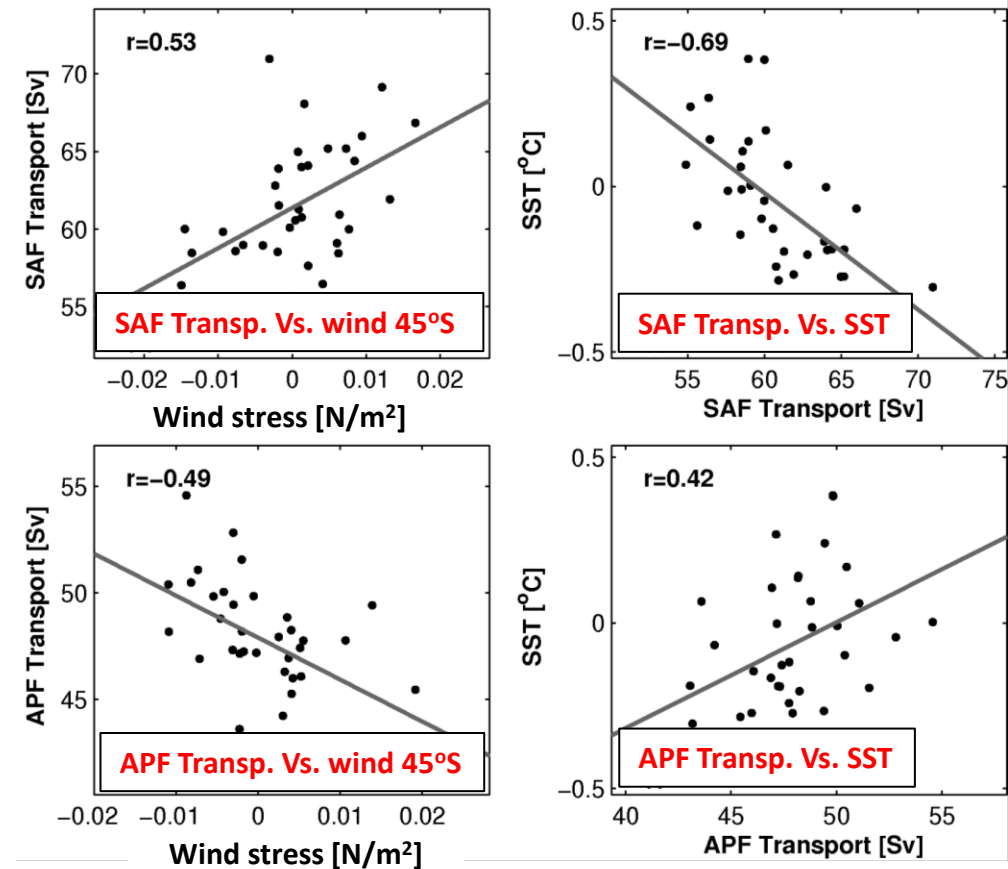 r=0.53
SAF Transport [Sv]
70
65
60
55
SAF Transp. Vs. wind 45°S
−0.02 −0.01 0 0.01 0.02
Wind stress [N/m²]
r=−0.69
SST [°C]
0.5
0
−0.5
SAF Transp. Vs. SST
55 60 65 70 75
SAF Transport [Sv]
r=−0.49
APF Transport [Sv]
55
50
45
APF Transp. Vs. wind 45°S
−0.02 −0.01 0 0.01 0.02
Wind stress [N/m²]
r=0.42
SST [°C]
0.5
0
−0.5
APF Transp. Vs. SST
40 45 50 55
APF Transport [Sv]